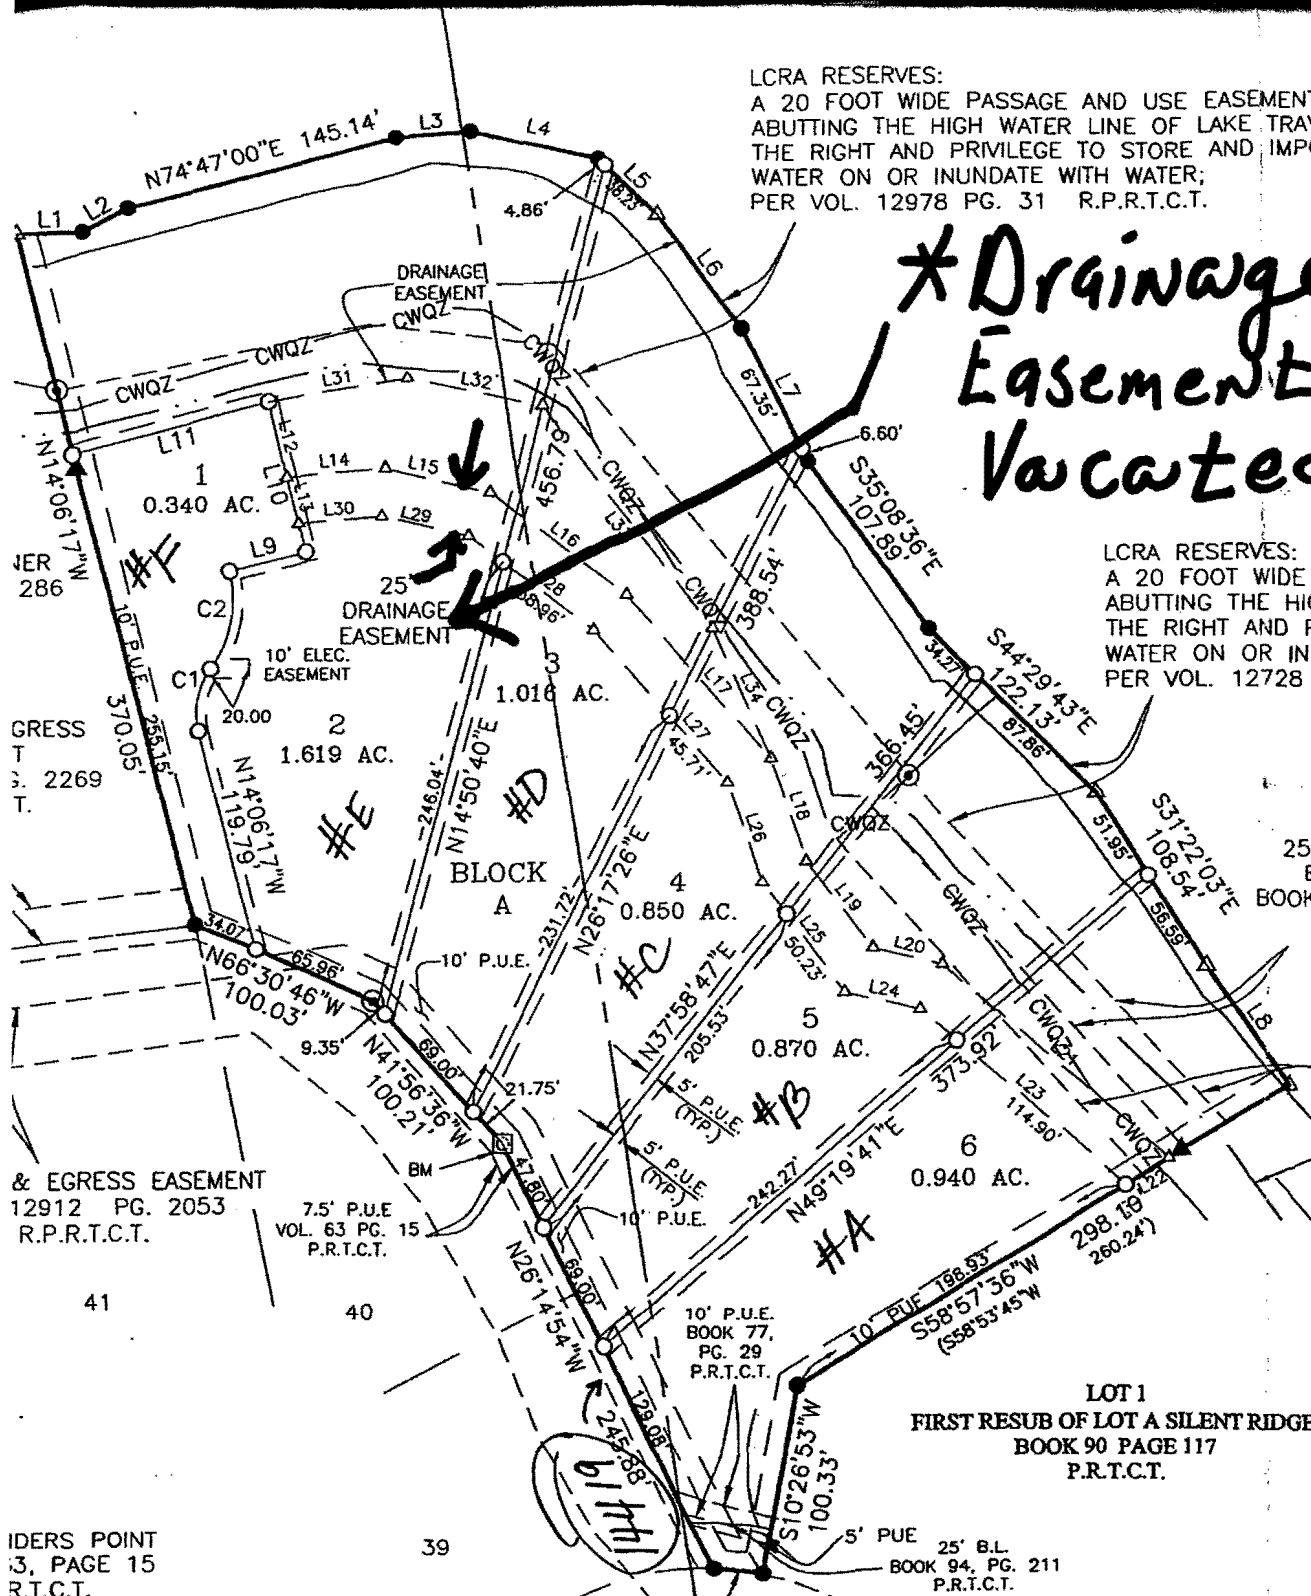 LCRA RESERVES:
A 20 FOOT WIDE PASSAGE AND USE EASEMENT
ABUTTING THE HIGH WATER LINE OF LAKE TRAV
THE RIGHT AND PRIVILEGE TO STORE AND IMPO
WATER ON OR INUNDATE WITH WATER;
PER VOL. 12978 PG. 31 R.P.R.T.C.T.
*Drainage
Easement
Vacated
N74°47'00"E 145.14'
L1
L2
L3
L4
L5
38.23'
4.86'
L6
L7
67.35'
6.60'
DRAINAGE
EASEMENT
CWQZ
CWQZ
CWQZ
CWQZ
L31
L32
L11
L12
L10
L13
L14
L15
L30
L29
L9
1
0.340 AC.
#F
N14°06'17"W
370.05'
10' P.U.E.
255.15'
NER
286
C2
C1
10' ELEC.
EASEMENT
20.00
25'
DRAINAGE
EASEMENT
456.79
L16
L28
58.96'
CWQZ
CWQZ
388.54'
S35°08'36"E
107.89'
LCRA RESERVES:
A 20 FOOT WIDE
ABUTTING THE HIG
THE RIGHT AND P
WATER ON OR IN
PER VOL. 12728
34.27'
S44°29'43"E
122.13'
87.86'
3
1.016 AC.
#D
2
1.619 AC.
#E
N14°06'17"W
119.79'
246.04'
N14°50'40"E
GRESS
T
G. 2269
T.
L17
L34
L27
45.71'
CWQZ
366.45'
L18
L26
CWQZ
S31°22'03"E
108.54'
51.95'
56.59'
25
BOOK
BLOCK
A
231.72'
N26°17'26"E
4
0.850 AC.
#C
L19
L20
L25
50.23'
L24
CWQZ
34.07
65.96'
N66°30'46"W
100.03'
9.35'
10' P.U.E.
69.00'
N41°56'36"W
100.21'
21.75'
N37°58'47"E
205.53'
5
0.870 AC.
#B
373.92'
CWQZ
L8
L23
114.90'
CWQZ
L22
5' P.U.E.
(TYP.)
5' P.U.E.
(TYP.)
10' P.U.E.
BM
47.80'
7.5' P.U.E
VOL. 63 PG. 15
P.R.T.C.T.
& EGRESS EASEMENT
12912 PG. 2053
R.P.R.T.C.T.
242.27'
N49°19'41"E
6
0.940 AC.
#A
298.19'
260.24')
10' PUE
198.93'
S58°57'36"W
(S58°53'45"W
N26°14'54"W
69.00'
245.88'
129.08'
41
40
39
10' P.U.E.
BOOK 77,
PG. 29
P.R.T.C.T.
S10°26'53"W
100.33'
LOT 1
FIRST RESUB OF LOT A SILENT RIDGE
BOOK 90 PAGE 117
P.R.T.C.T.
14419
5' PUE
25' B.L.
BOOK 94, PG. 211
P.R.T.C.T.
IDERS POINT
3, PAGE 15
R.T.C.T.